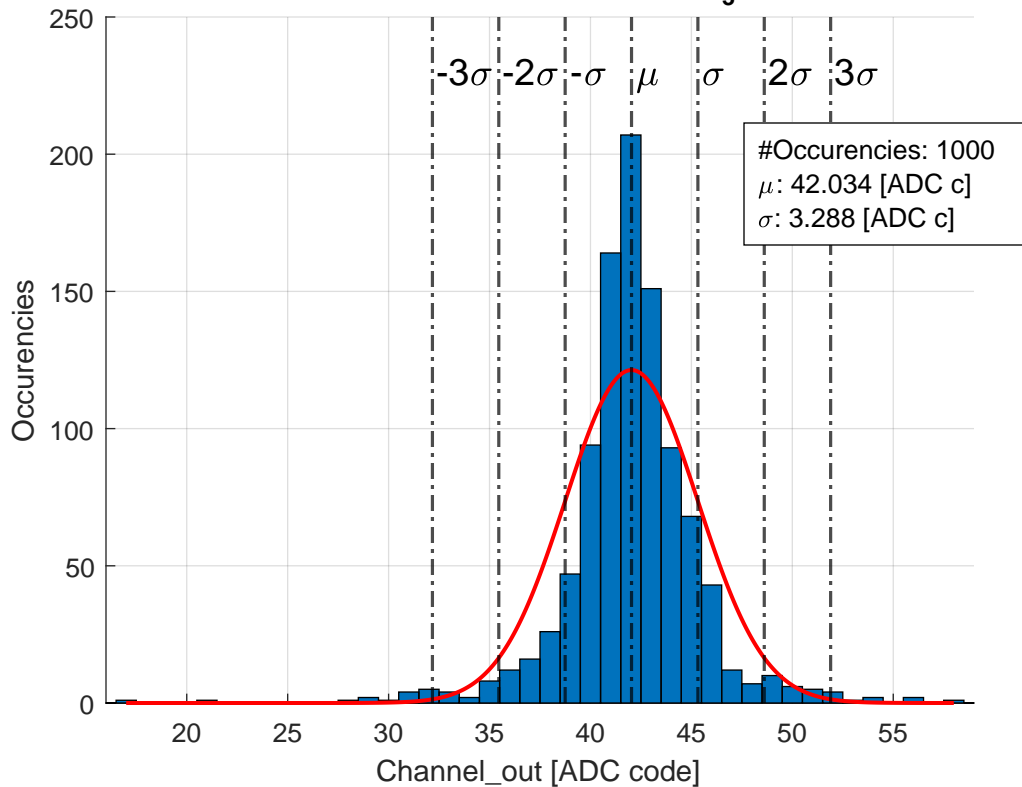 250
200
150
100
50
0
Occurencies
-3σ -2σ -σ μ σ 2σ 3σ
#Occurencies: 1000
μ: 42.034 [ADC c]
σ: 3.288 [ADC c]
20 25 30 35 40 45 50 55
Channel_out [ADC code]